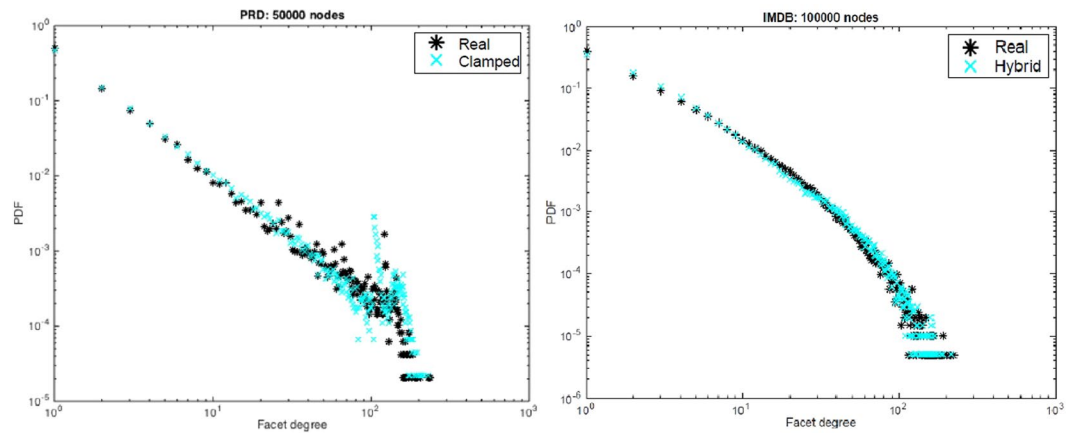 PRD: 50000 nodes
10^0
10^-1
10^-2
10^-3
10^-4
10^-5
PDF
10^0
10^1
10^2
10^3
Facet degree
Real
Clamped
IMDB: 100000 nodes
10^0
10^-1
10^-2
10^-3
10^-4
10^-5
10^-6
PDF
10^0
10^1
10^2
10^3
Facet degree
Real
Hybrid